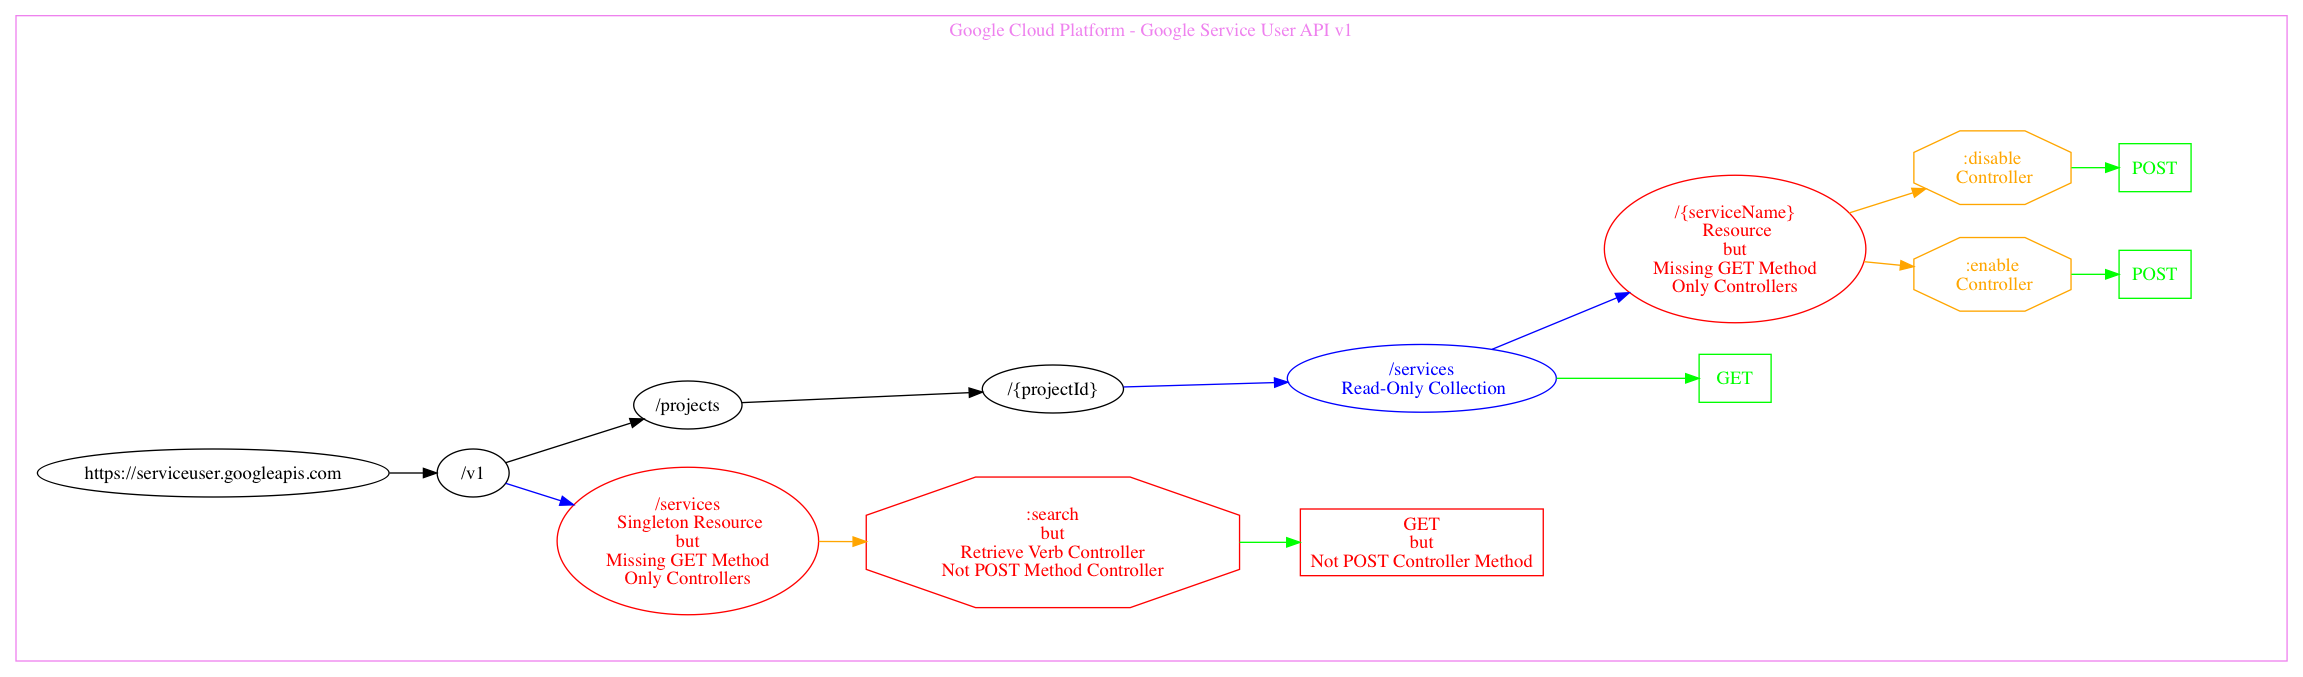 Google Cloud Platform - Google Service User API v1
https://serviceuser.googleapis.com
/v1
/projects
/{projectId}
/services
Read-Only Collection
/{serviceName}
Resource
but
Missing GET Method
Only Controllers
:disable
Controller
POST
:enable
Controller
POST
GET
/services
Singleton Resource
but
Missing GET Method
Only Controllers
:search
but
Retrieve Verb Controller
Not POST Method Controller
GET
but
Not POST Controller Method